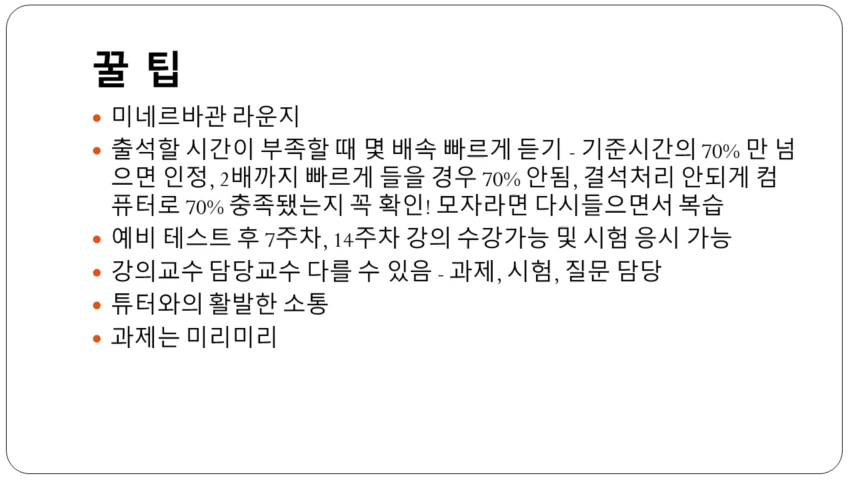 꿀 팁
미네르바관 라운지
출석할 시간이 부족할 때 몇 배속 빠르게 듣기 - 기준시간의 70% 만 넘
으면 인정, 2배까지 빠르게 들을 경우 70% 안됨, 결석처리 안되게 컴
퓨터로 70% 충족됐는지 꼭 확인! 모자라면 다시들으면서 복습
예비 테스트 후 7주차, 14주차 강의 수강가능 및 시험 응시 가능
강의교수 담당교수 다를 수 있음 - 과제, 시험, 질문 담당
튜터와의 활발한 소통
과제는 미리미리